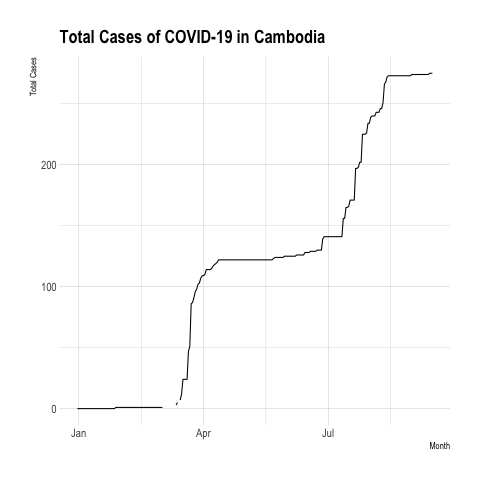 Total Cases of COVID-19 in Cambodia
Total Cases
200
100
0
Jan Apr Jul
Month